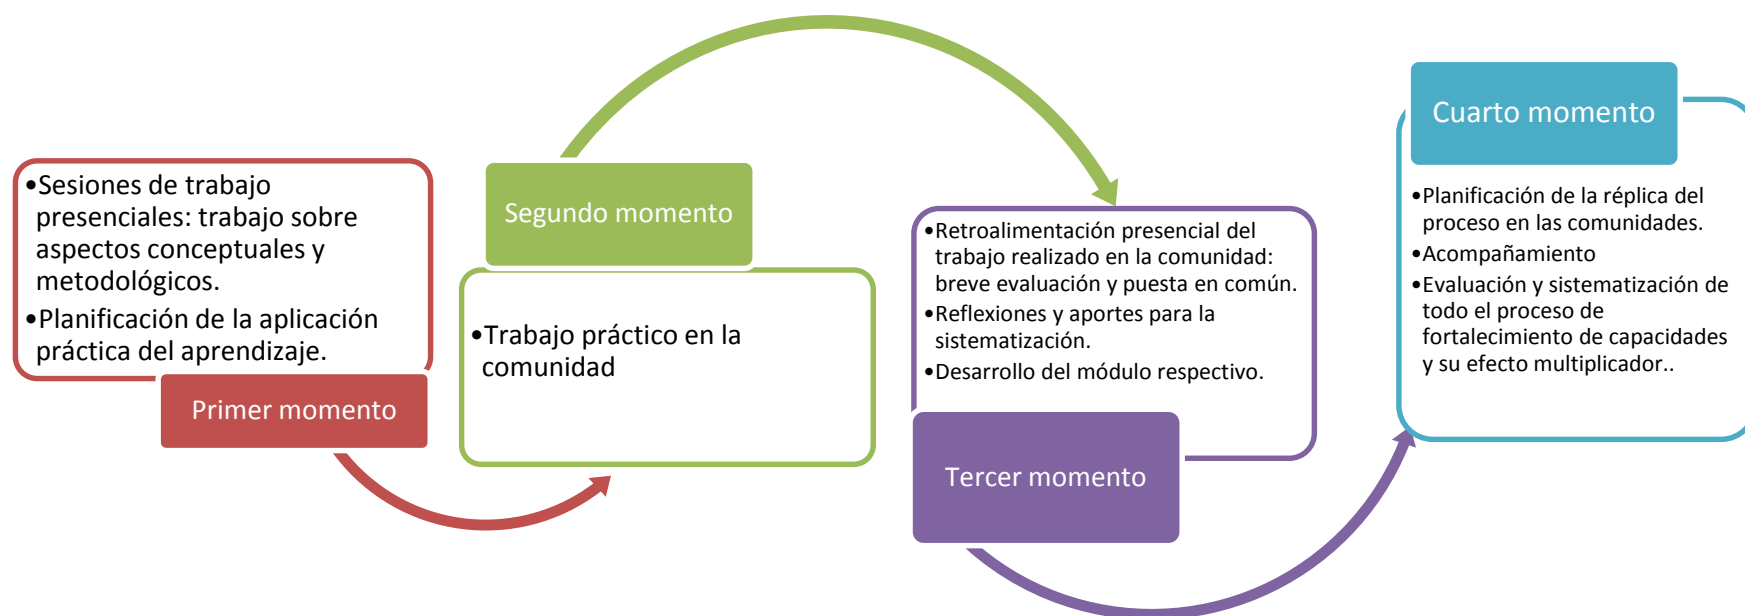 •Sesiones de trabajo
presenciales: trabajo sobre
aspectos conceptuales y
metodológicos.
•Planificación de la aplicación
práctica del aprendizaje.
Primer momento
Segundo momento
•Trabajo práctico en la
comunidad
•Retroalimentación presencial del
trabajo realizado en la comunidad:
breve evaluación y puesta en común.
•Reflexiones y aportes para la
sistematización.
•Desarrollo del módulo respectivo.
Tercer momento
Cuarto momento
•Planificación de la réplica del
proceso en las comunidades.
•Acompañamiento
•Evaluación y sistematización de
todo el proceso de
fortalecimiento de capacidades
y su efecto multiplicador..